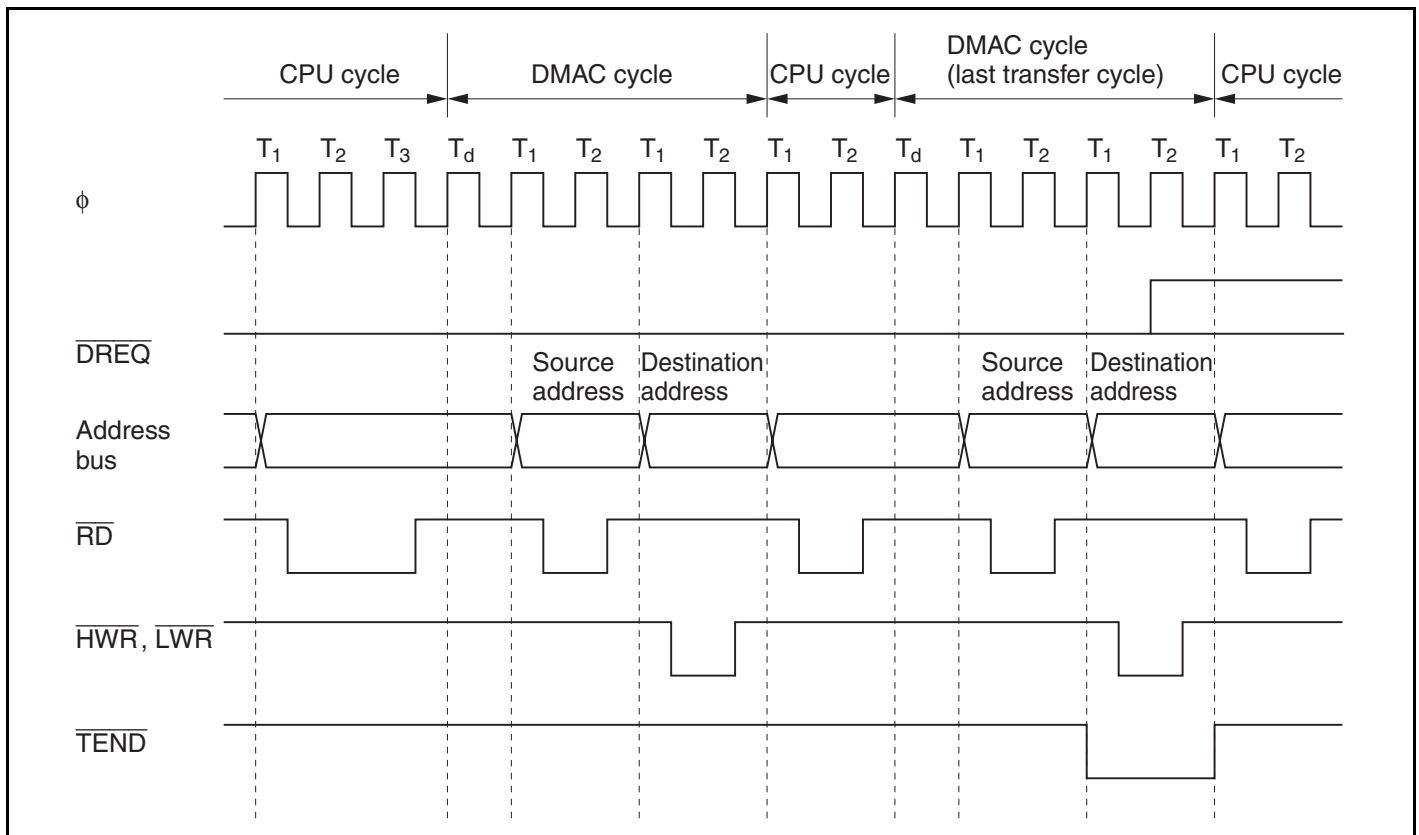 DMAC cycle
(last transfer cycle)
CPU cycle DMAC cycle CPU cycle CPU cycle
T1 T2 T3 Td T1 T2 T1 T2 T1 T2 Td T1 T2 T1 T2 T1 T2
φ
DREQ
Source address Destination address Source address Destination address
Address bus
RD
HWR, LWR
TEND